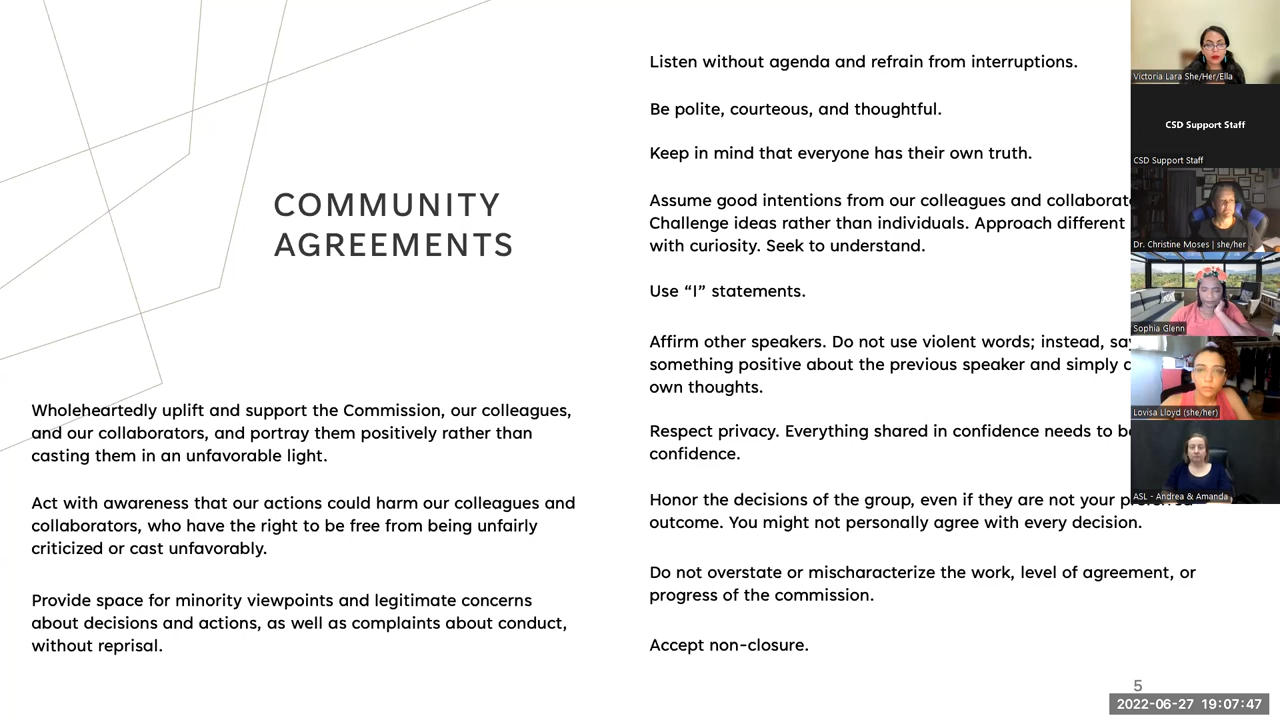 COMMUNITY
AGREEMENTS
Wholeheartedly uplift and support the Commission, our colleagues,
and our collaborators, and portray them positively rather than
casting them in an unfavorable light.
Act with awareness that our actions could harm our colleagues and
collaborators, who have the right to be free from being unfairly
criticized or cast unfavorably.
Provide space for minority viewpoints and legitimate concerns
about decisions and actions, as well as complaints about conduct,
without reprisal.
Listen without agenda and refrain from interruptions.
Be polite, courteous, and thoughtful.
Keep in mind that everyone has their own truth.
Assume good intentions from our colleagues and
Challenge ideas rather than individuals. Approach different
with curiosity. Seek to understand.
Use “I” statements.
Affirm other speakers. Do not use violent words; instead,
something positive about the previous speaker and simply
own thoughts.
Respect privacy. Everything shared in confidence needs to
confidence.
Honor the decisions of the group, even if they are not your
outcome. You might not personally agree with every decision.
Do not overstate or mischaracterize the work, level of agreement, or
progress of the commission.
Accept non-closure.
5
Victoria Lara She/Her/Ella
CSD Support Staff
CSD Support Staff
Dr. Christine Moses | she/her
Sophia Glenn
Lovisa Lloyd (she/her)
ASL - Andrea & Amanda
2022-06-27 19:07:47